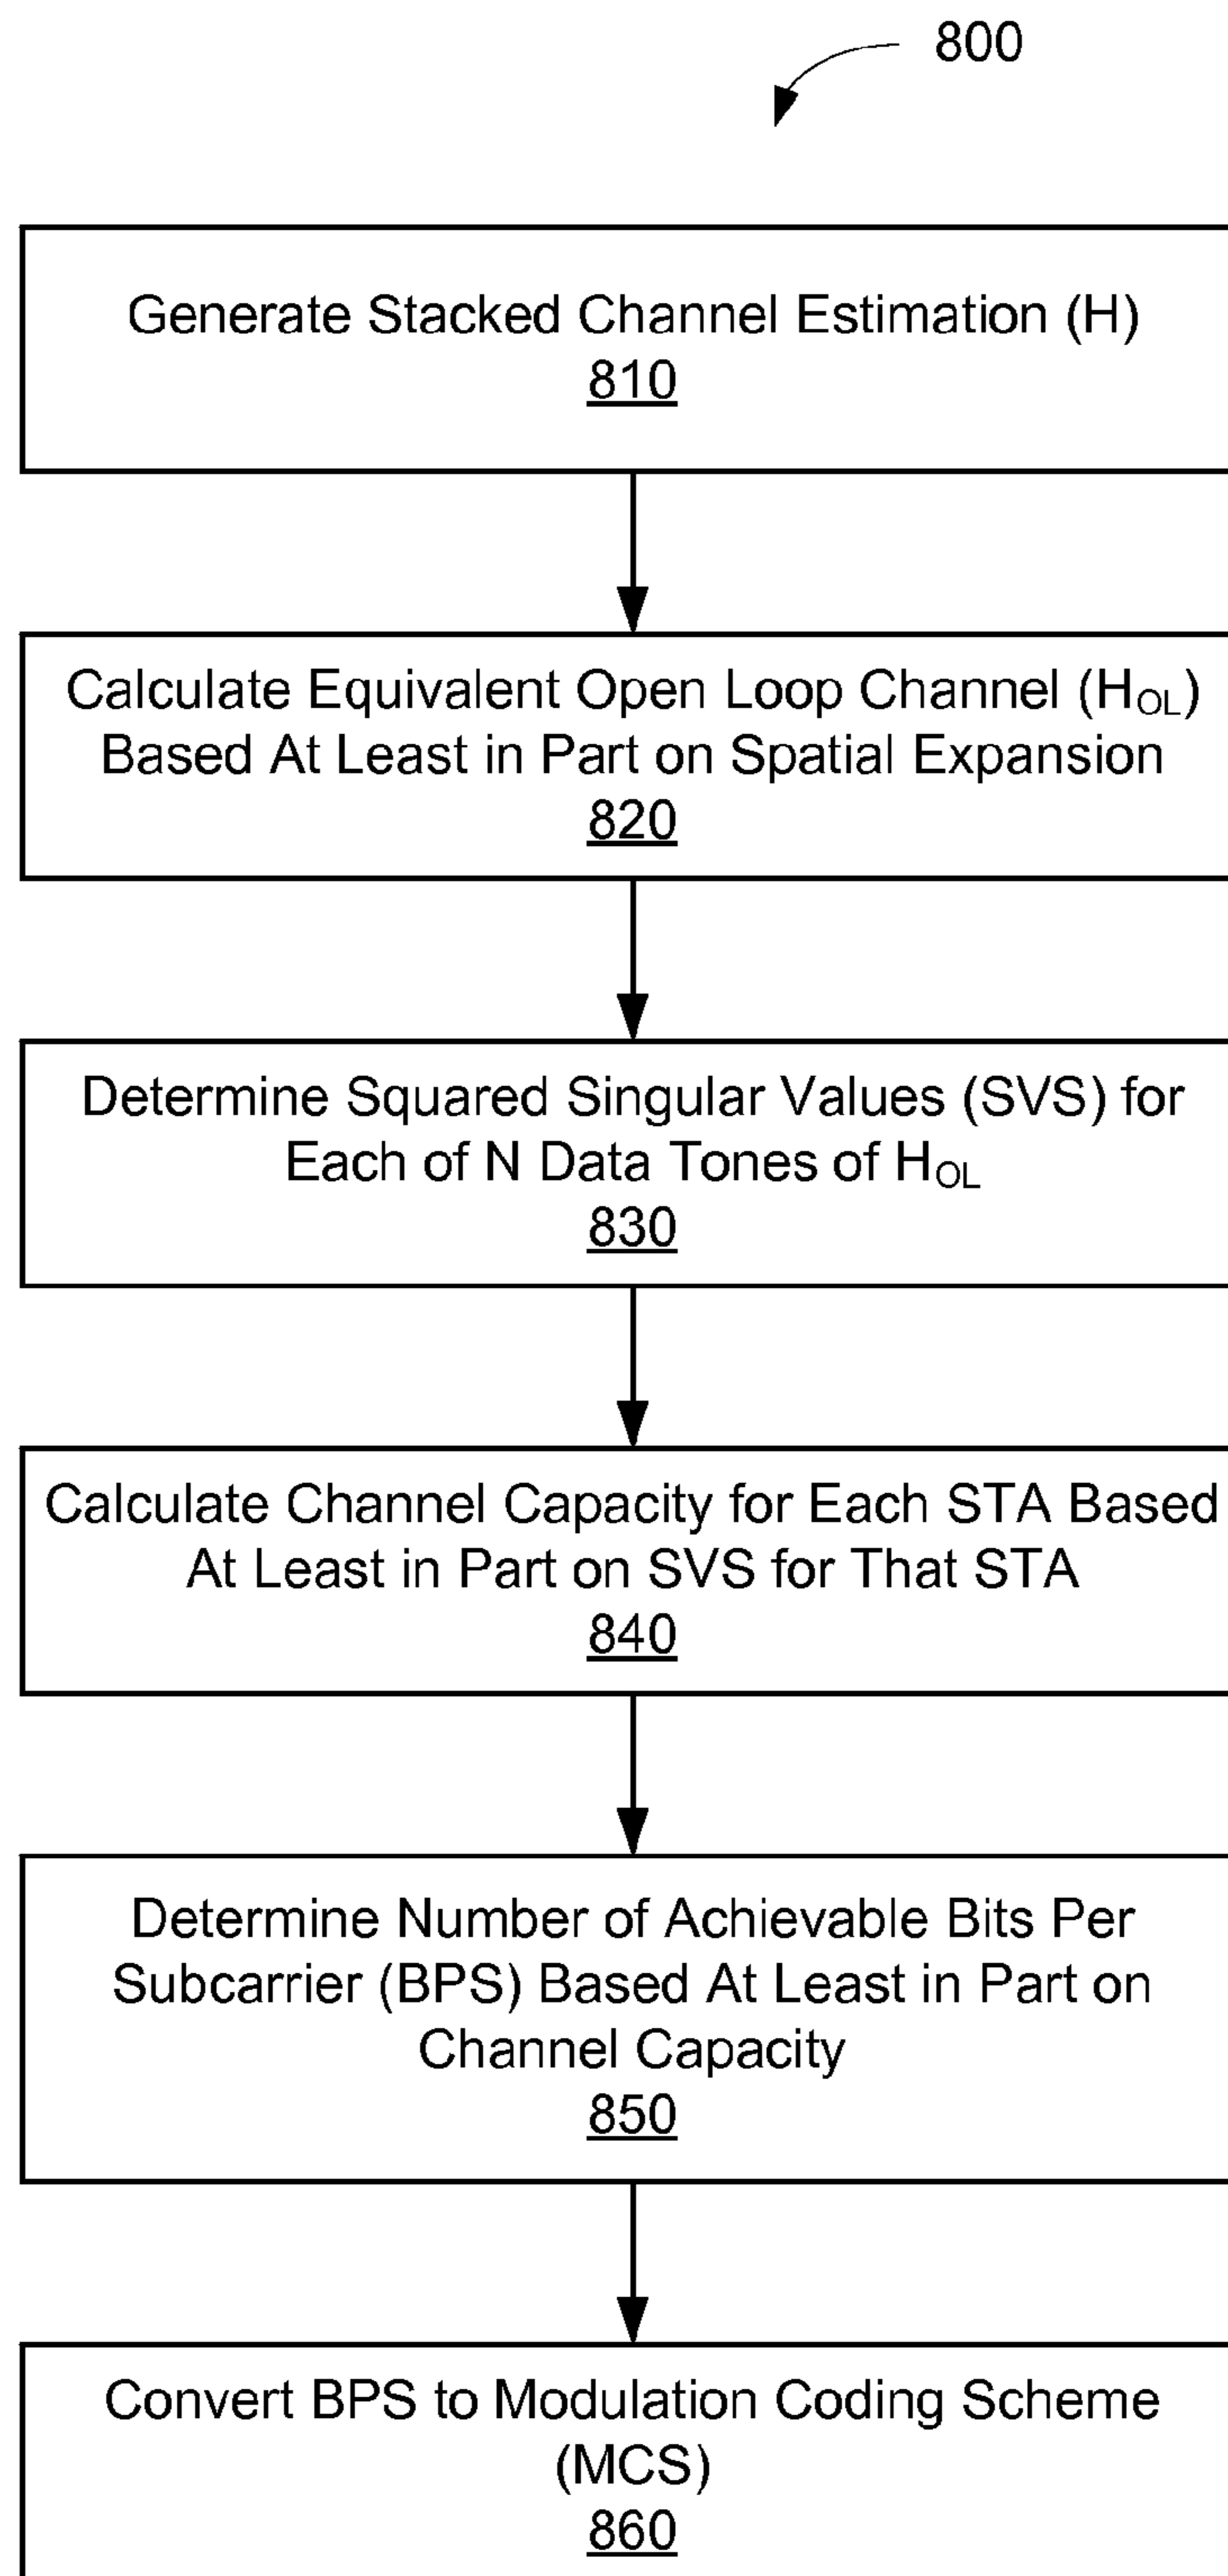 800
Generate Stacked Channel Estimation (H)
810
Calculate Equivalent Open Loop Channel (HOL)
Based At Least in Part on Spatial Expansion
820
Determine Squared Singular Values (SVS) for
Each of N Data Tones of HOL
830
Calculate Channel Capacity for Each STA Based
At Least in Part on SVS for That STA
840
Determine Number of Achievable Bits Per
Subcarrier (BPS) Based At Least in Part on
Channel Capacity
850
Convert BPS to Modulation Coding Scheme
(MCS)
860